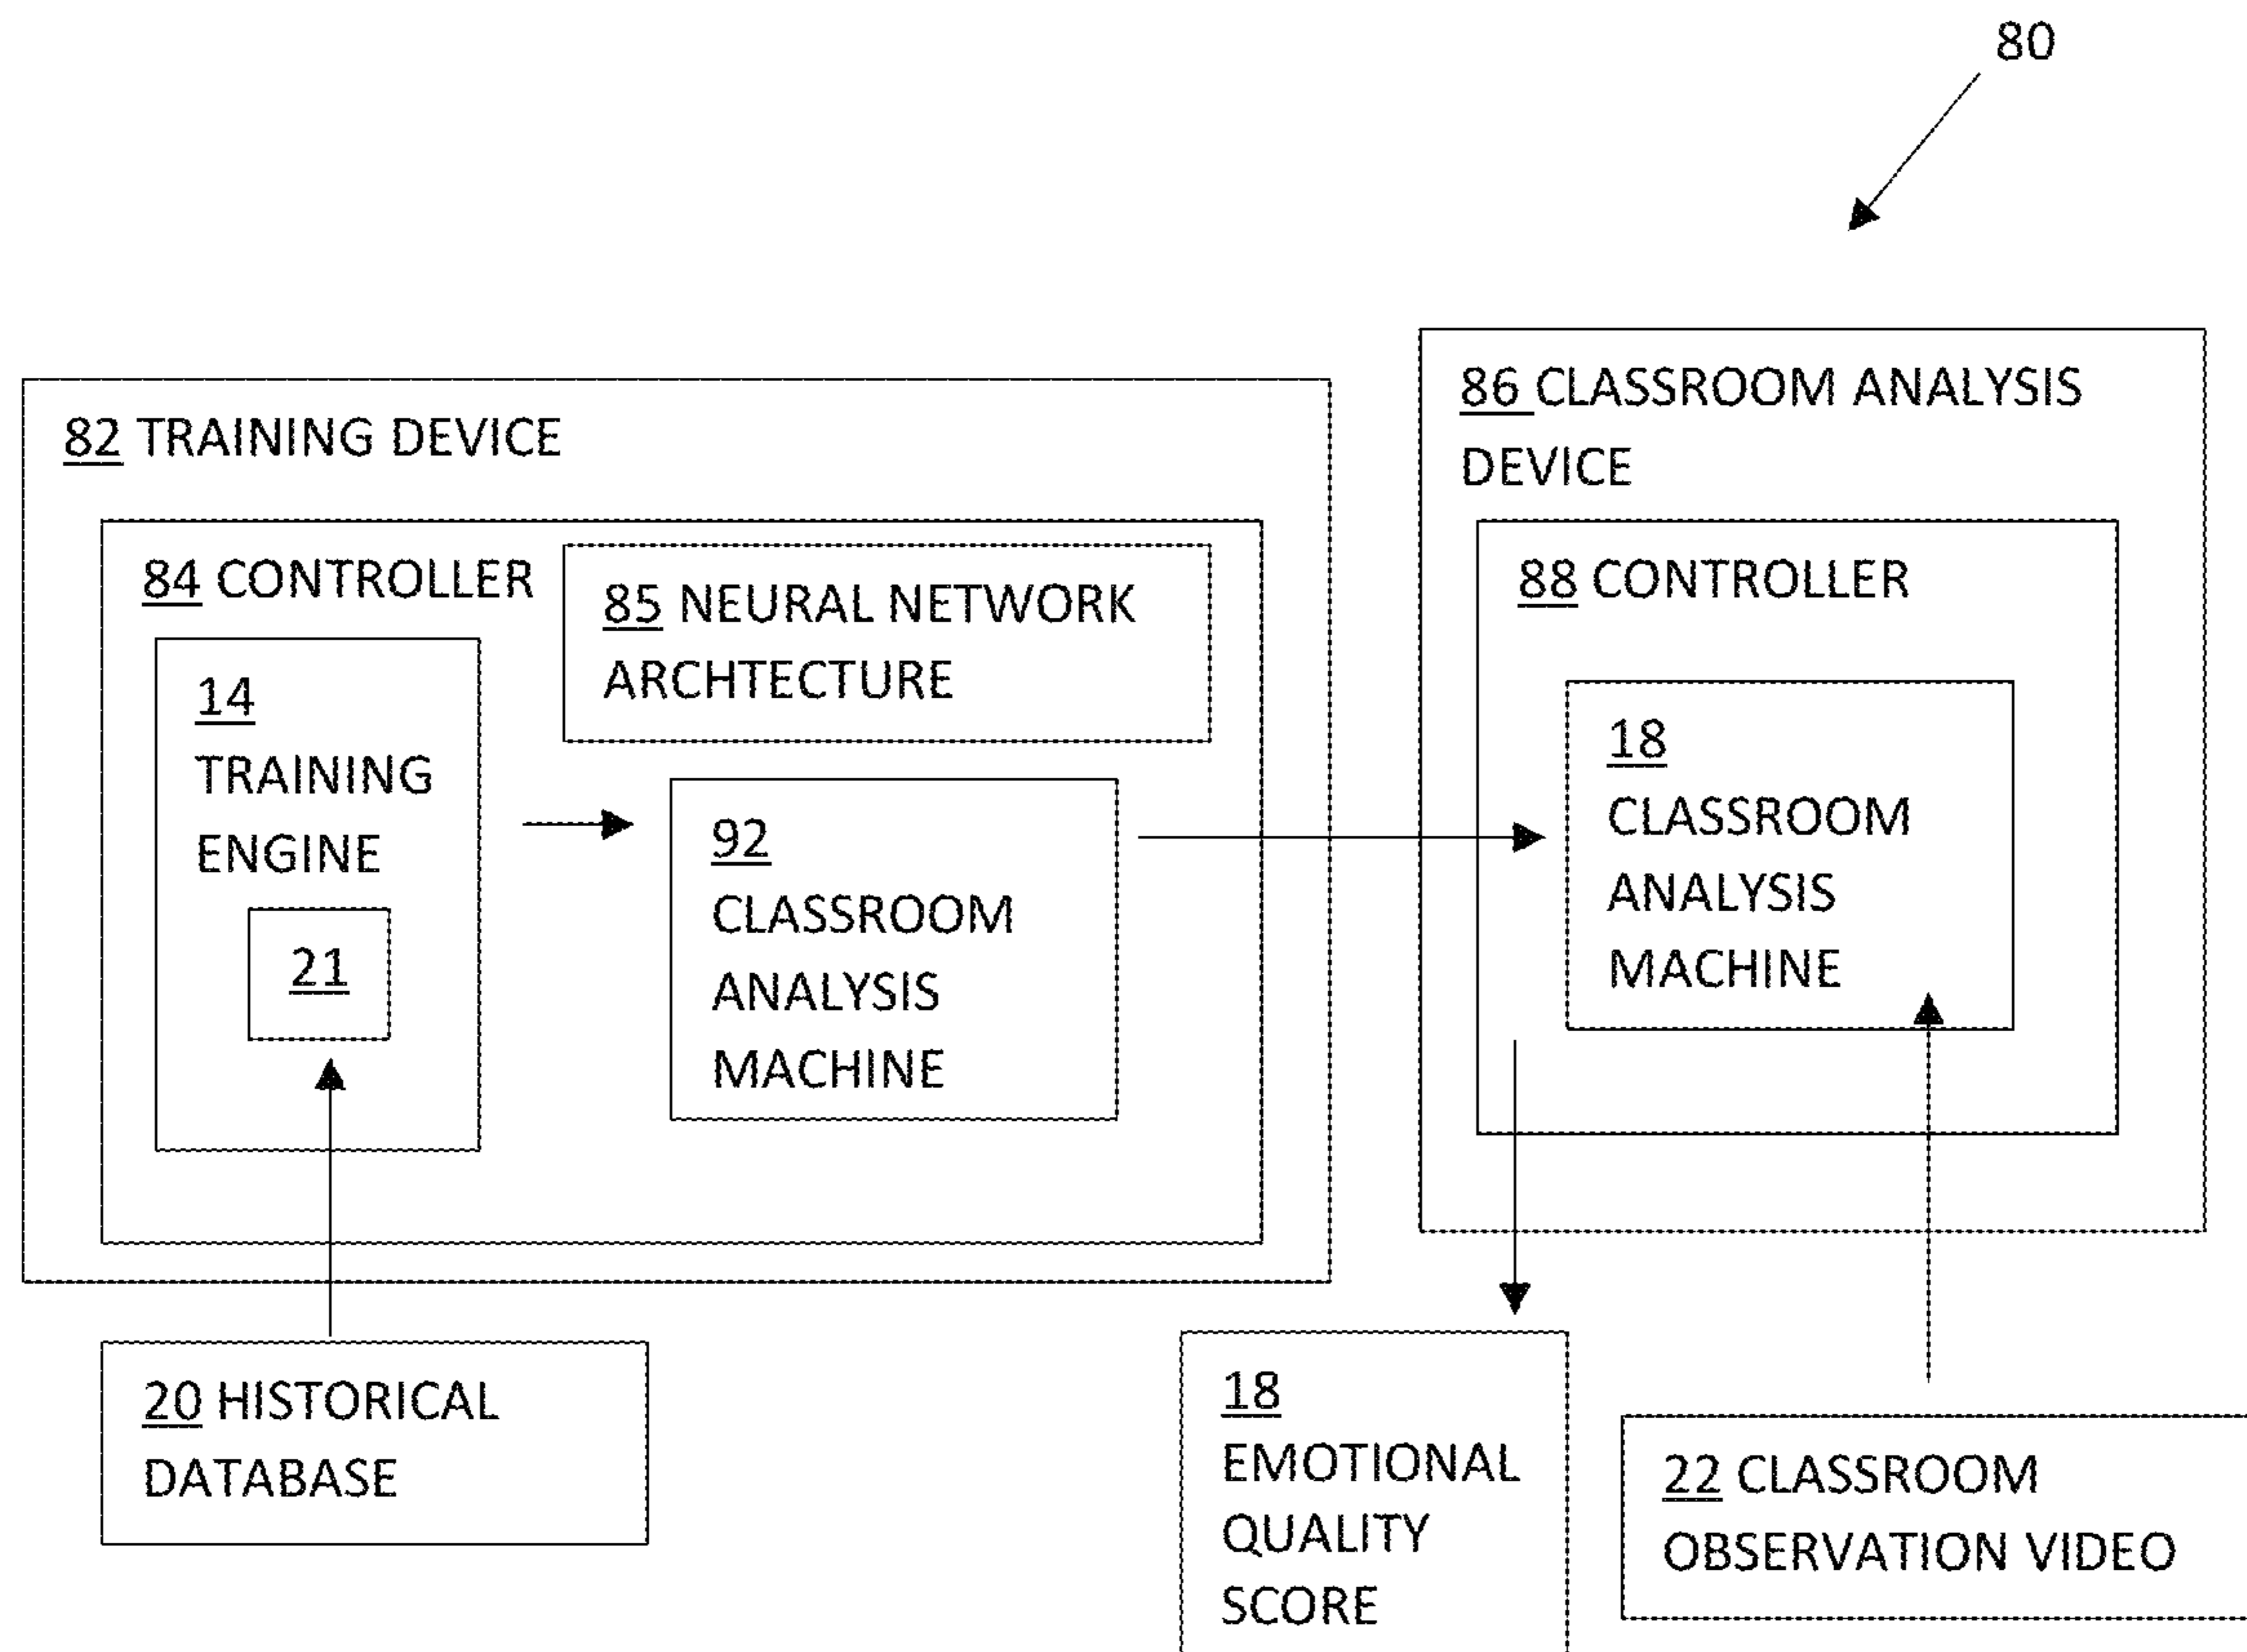 80
82 TRAINING DEVICE
84 CONTROLLER
85 NEURAL NETWORK
ARCHTECTURE
14
TRAINING
ENGINE
21
92
CLASSROOM
ANALYSIS
MACHINE
86 CLASSROOM ANALYSIS
DEVICE
88 CONTROLLER
18
CLASSROOM
ANALYSIS
MACHINE
20 HISTORICAL
DATABASE
18
EMOTIONAL
QUALITY
SCORE
22 CLASSROOM
OBSERVATION VIDEO